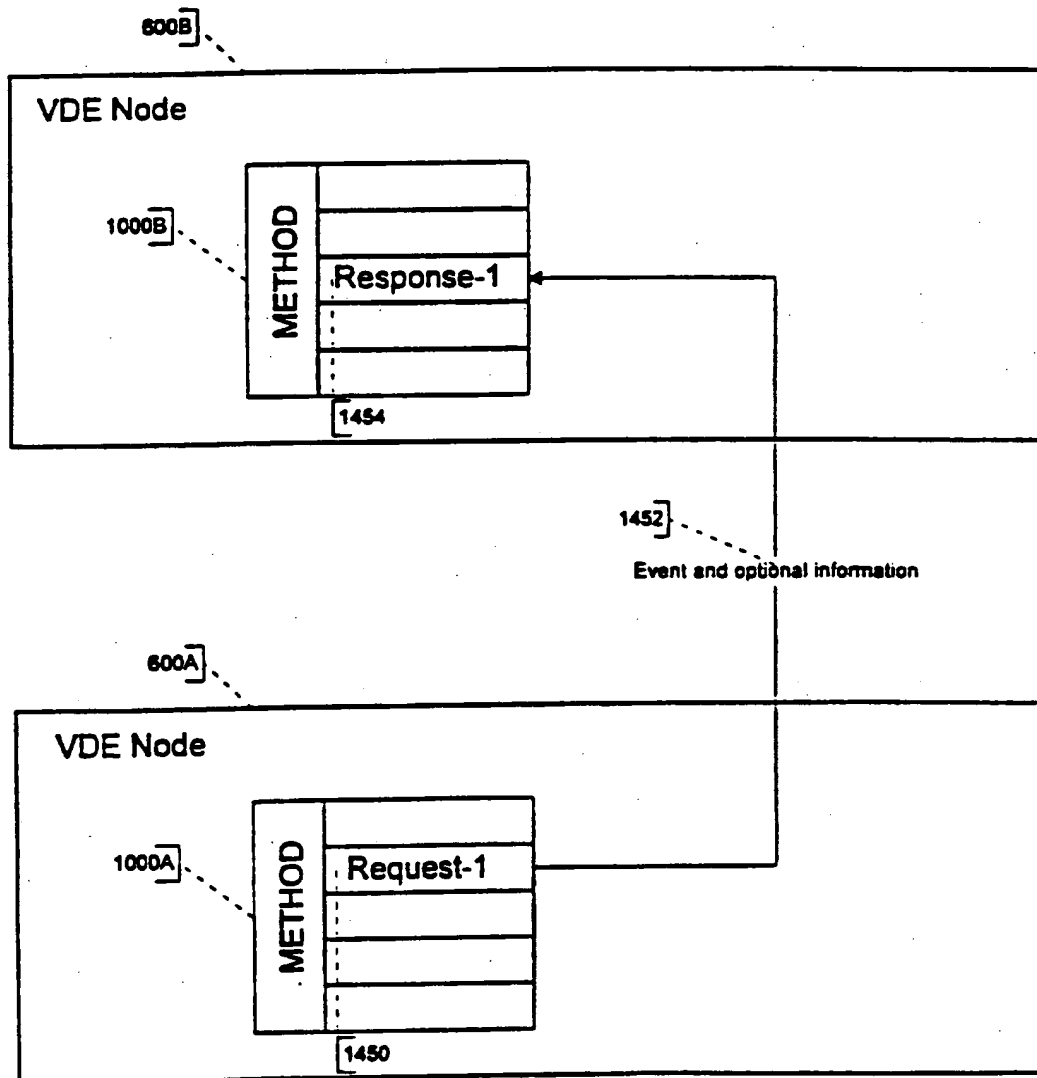 600B
VDE Node
METHOD
1000B
Response-1
1454
1452
Event and optional information
600A
VDE Node
METHOD
1000A
Request-1
1450